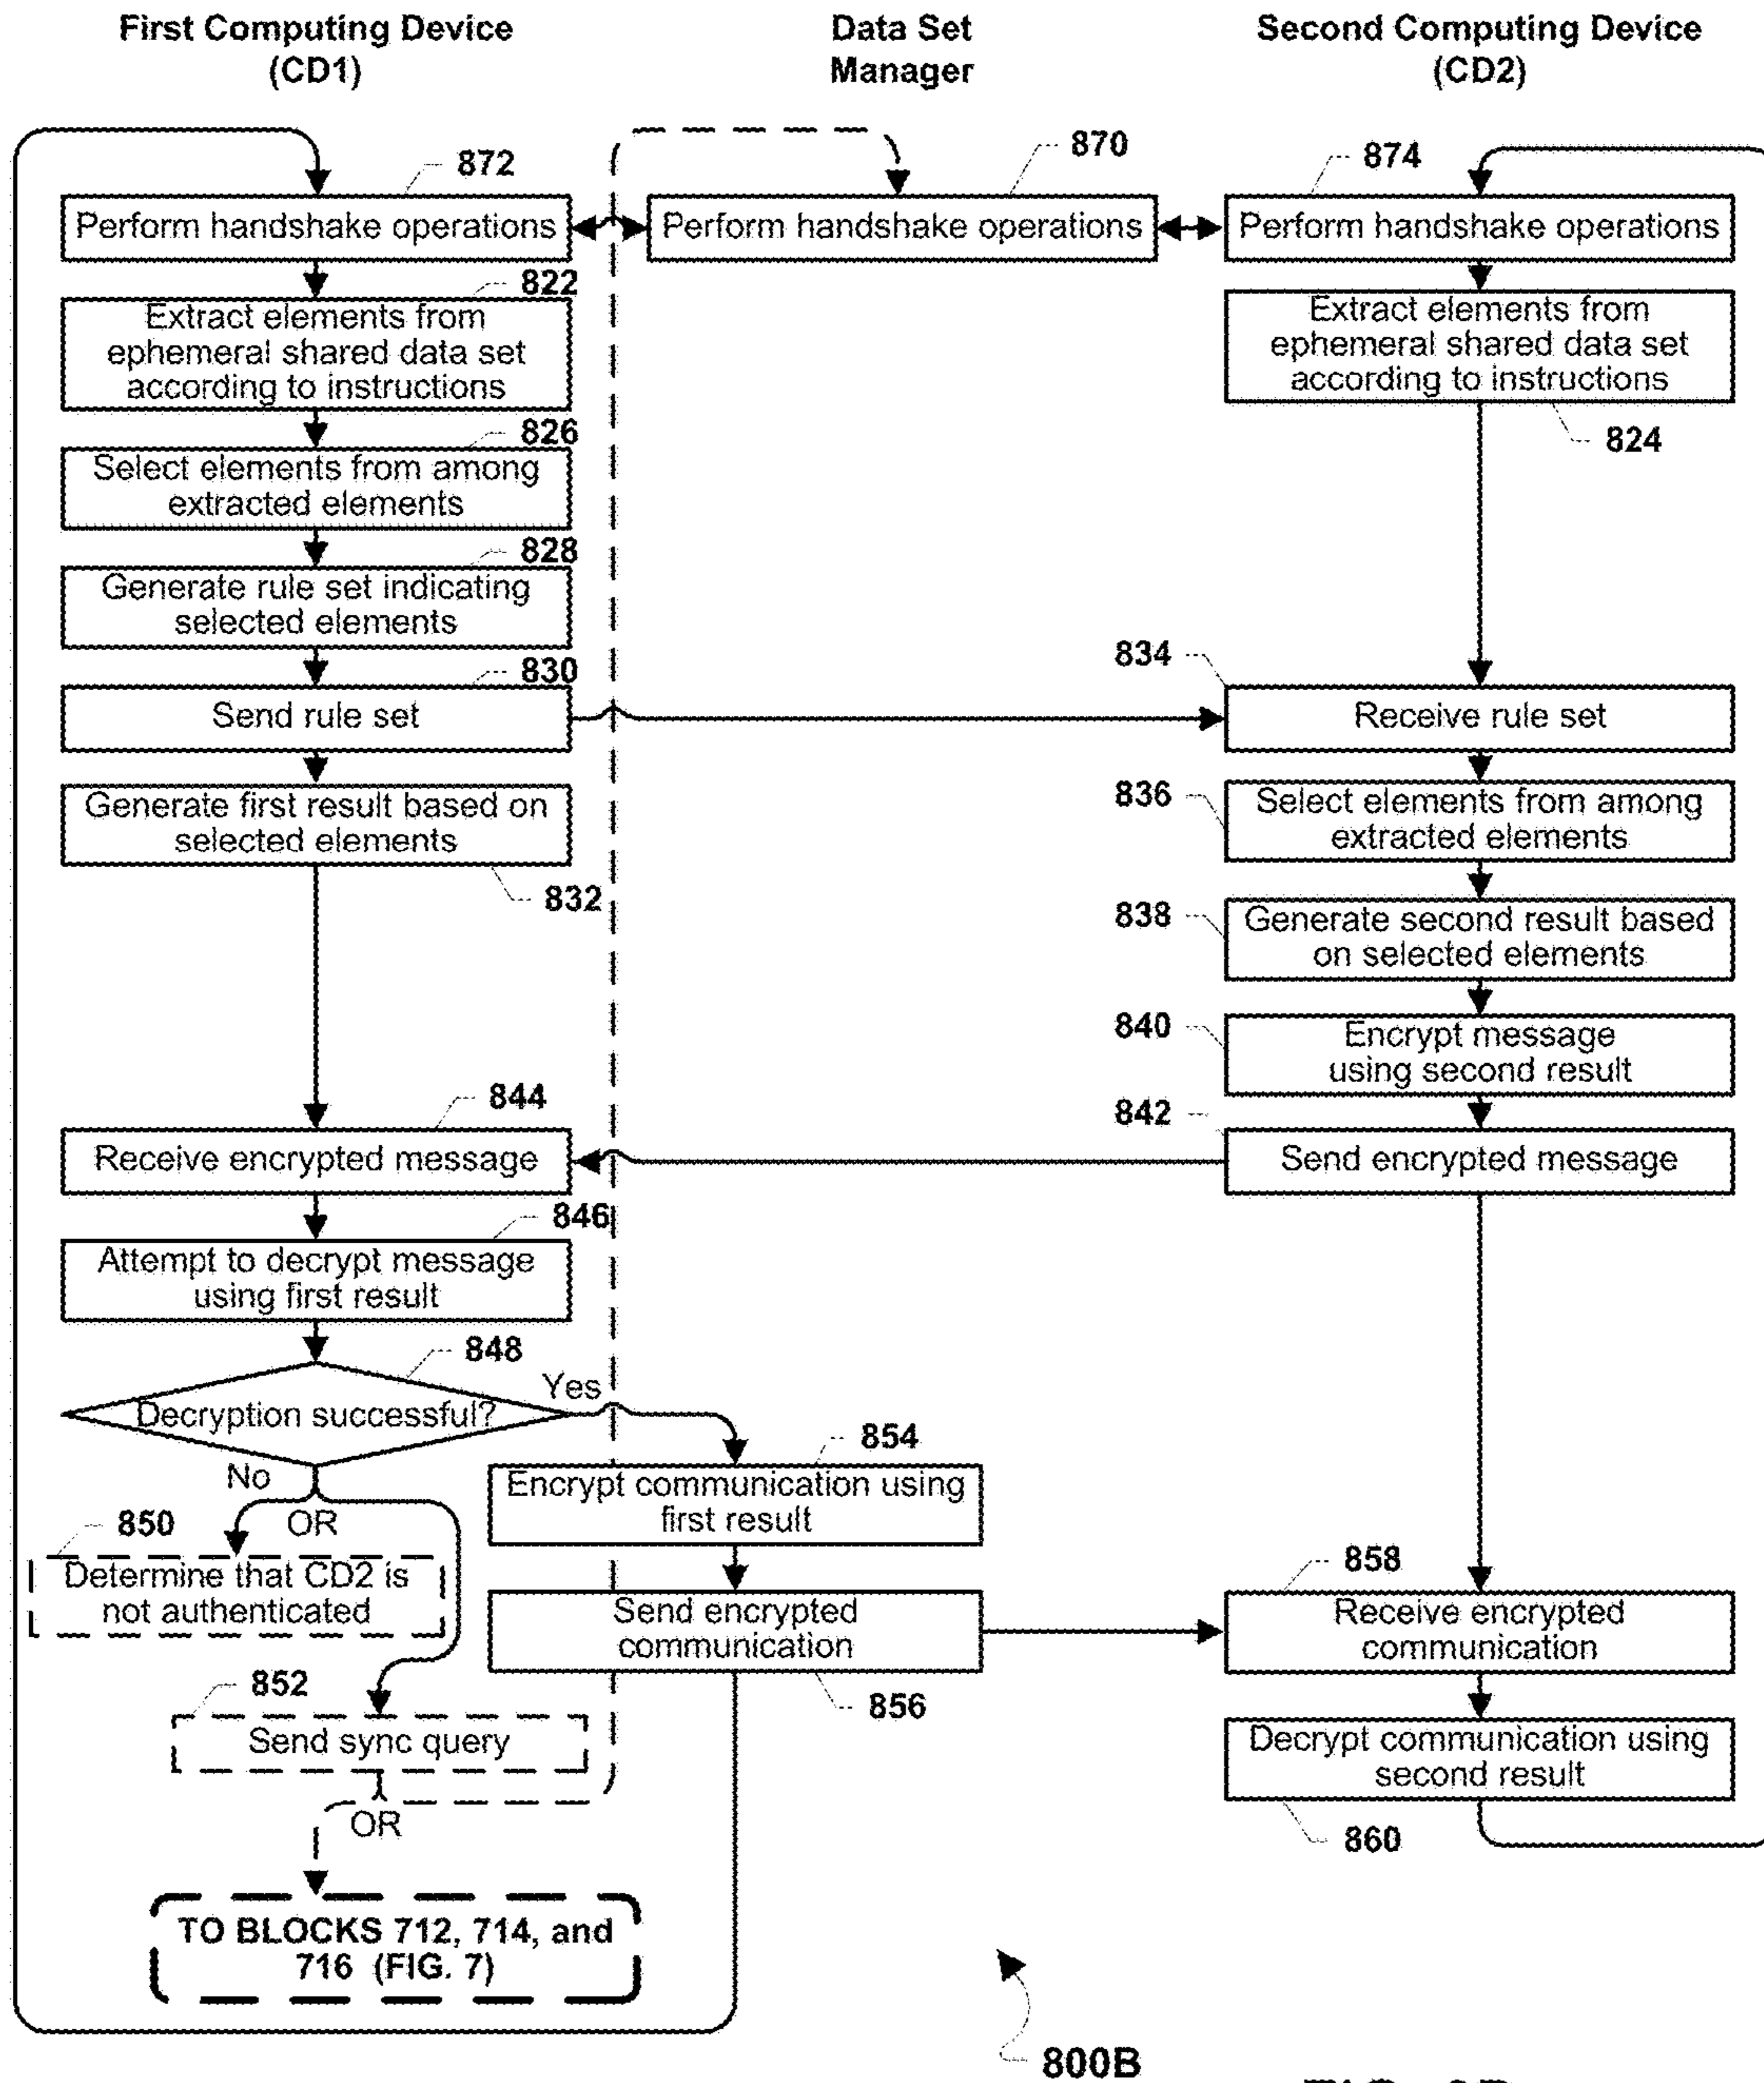 First Computing Device
(CD1)
Data Set
Manager
Second Computing Device
(CD2)
872
870
874
Perform handshake operations
Perform handshake operations
Perform handshake operations
822
Extract elements from
ephemeral shared data set
according to instructions
Extract elements from
ephemeral shared data set
according to instructions
824
826
Select elements from among
extracted elements
828
Generate rule set indicating
selected elements
830
834
Send rule set
Receive rule set
Generate first result based on
selected elements
832
836
Select elements from among
extracted elements
838
Generate second result based
on selected elements
840
Encrypt message
using second result
844
842
Receive encrypted message
Send encrypted message
846
Attempt to decrypt message
using first result
848
Decryption successful?
Yes
No
OR
854
Encrypt communication using
first result
850
Determine that CD2 is
not authenticated
858
Send encrypted
communication
856
Receive encrypted
communication
852
Send sync query
OR
Decrypt communication using
second result
860
TO BLOCKS 712, 714, and
716 (FIG. 7)
800B